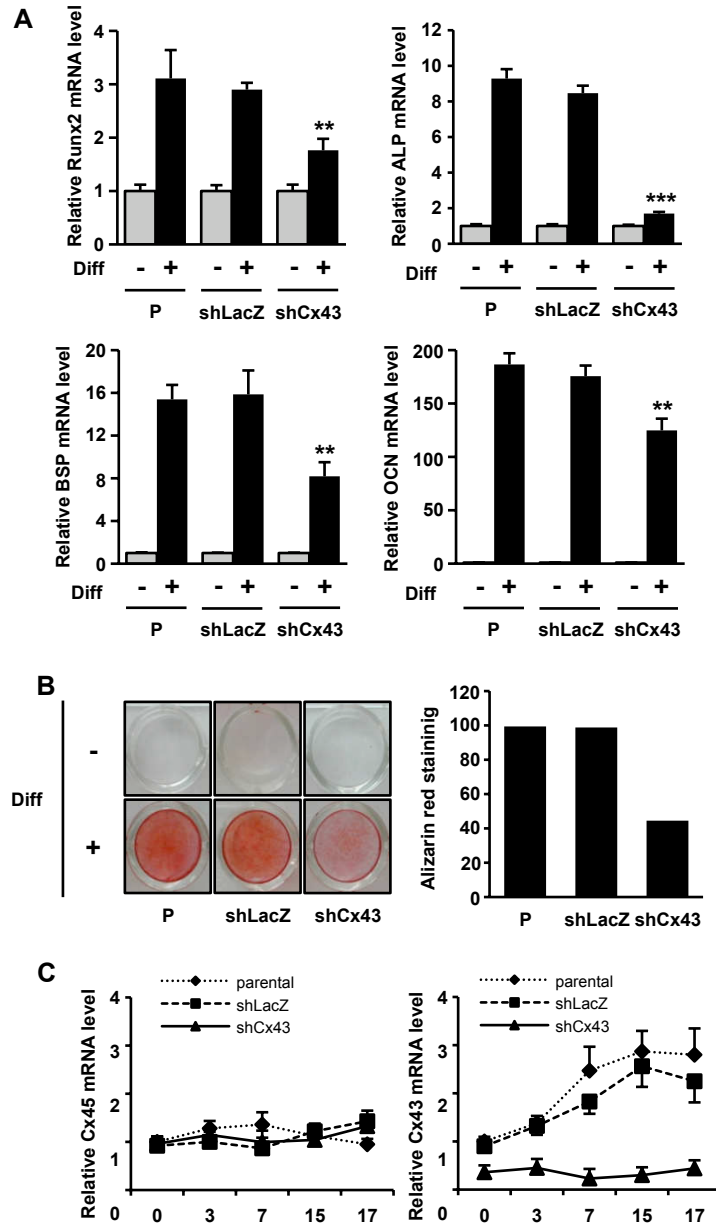 A
Relative Runx2 mRNA level
4
3
2
1
0
**
Diff - + - + - +
P shLacZ shCx43
Relative ALP mRNA level
12
10
8
6
4
2
0
***
Diff - + - + - +
P shLacZ shCx43
Relative BSP mRNA level
20
16
12
8
4
0
**
Diff - + - + - +
P shLacZ shCx43
Relative OCN mRNA level
200
150
100
50
0
**
Diff - + - + - +
P shLacZ shCx43
B
Diff
-
+
P shLacZ shCx43
Alizarin red staininig
120
100
80
60
40
20
0
P shLacZ shCx43
C
parental
shLacZ
shCx43
Relative Cx45 mRNA level
4
3
2
1
0
0 3 7 15 17
parental
shLacZ
shCx43
Relative Cx43 mRNA level
4
3
2
1
0
0 3 7 15 17